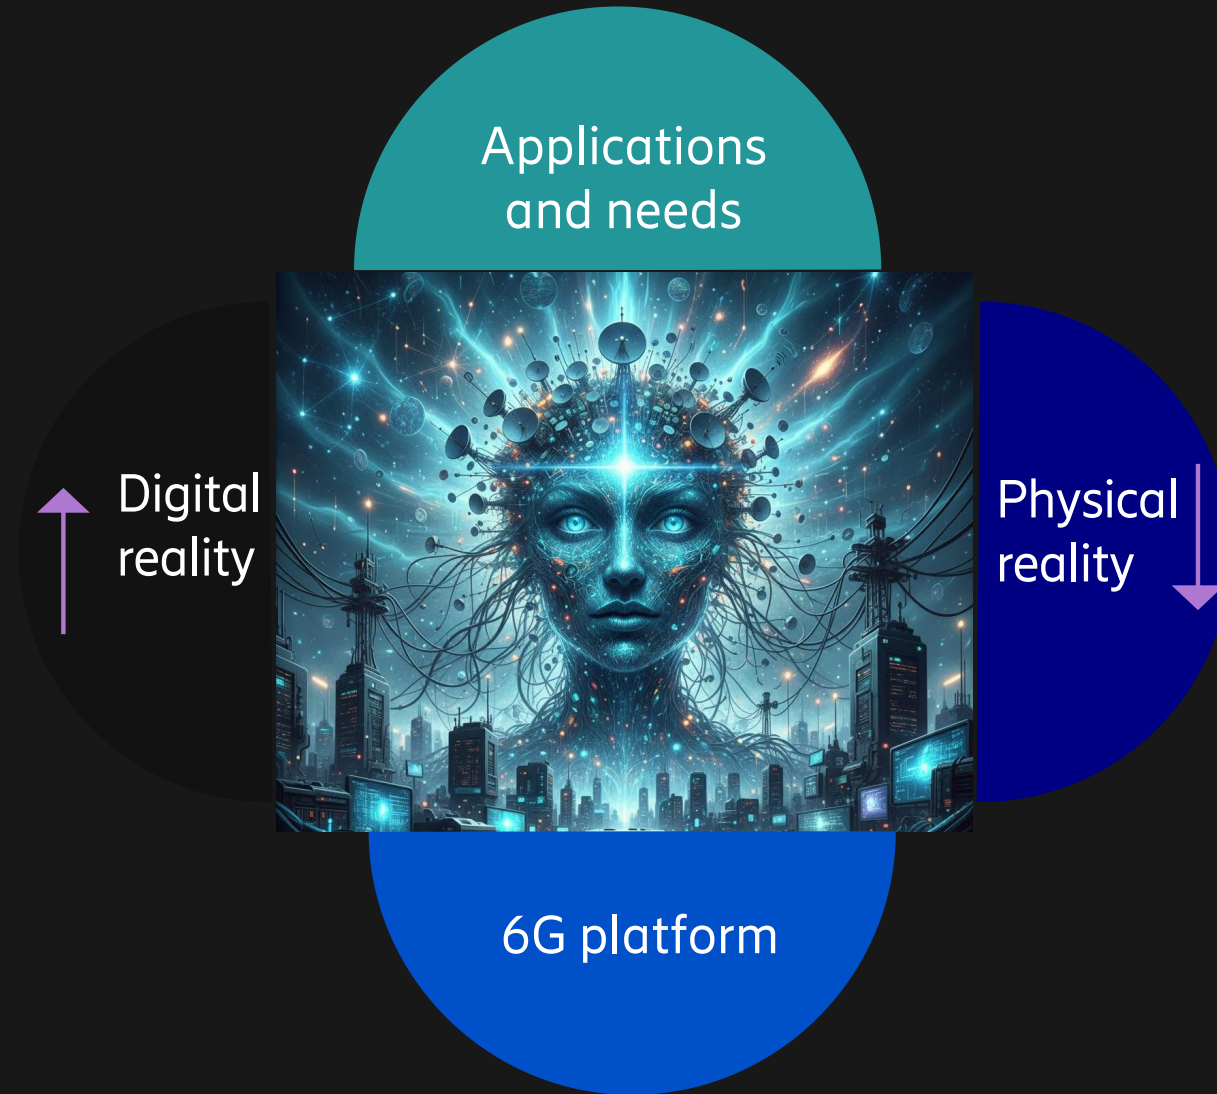 Applications
and needs
Digital
reality
Physical
reality
6G platform